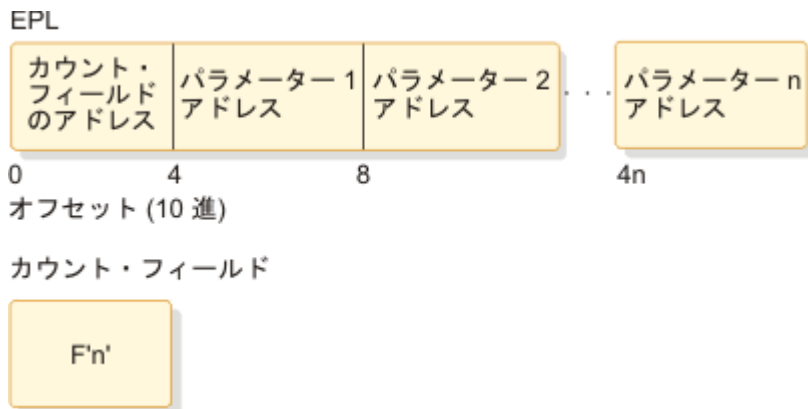 EPL
カウント・
フィールド
のアドレス
パラメーター 1
アドレス
パラメーター 2
アドレス
. . .
パラメーター n
アドレス
0 4 8 4n
オフセット (10 進)
カウント・フィールド
F'n'